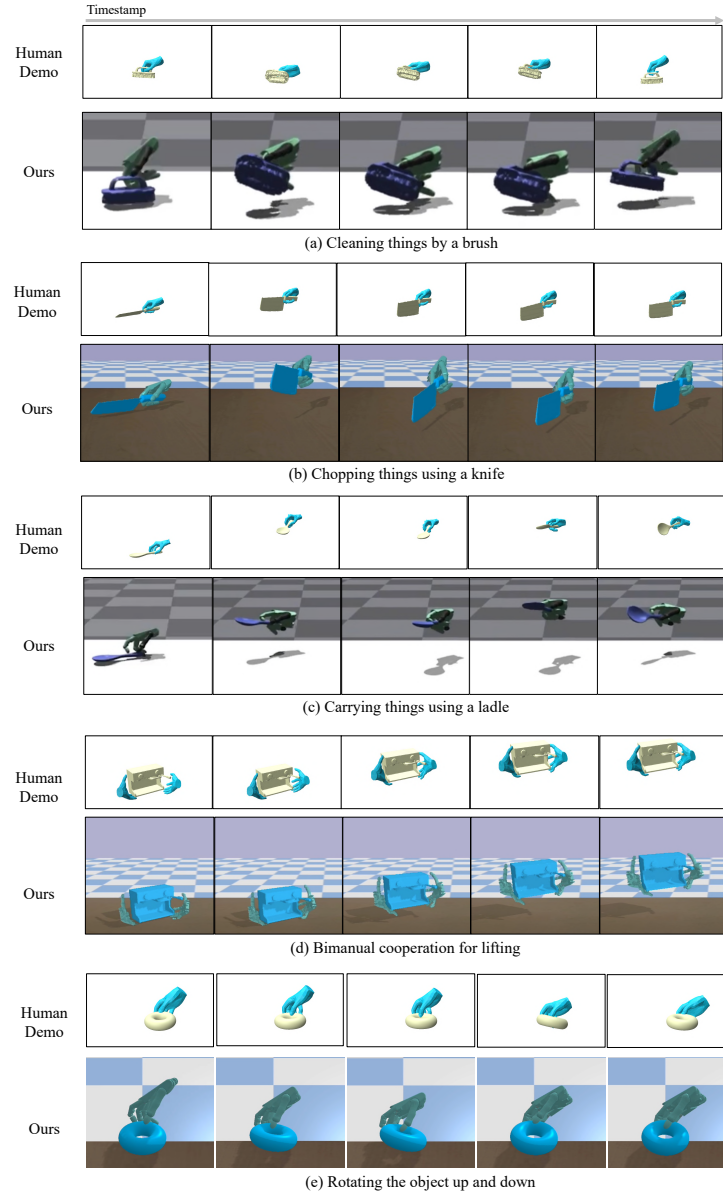 Timestamp
Human
Demo
Ours
(a) Cleaning things by a brush
Human
Demo
Ours
(b) Chopping things using a knife
Human
Demo
Ours
(c) Carrying things using a ladle
Human
Demo
Ours
(d) Bimanual cooperation for lifting
Human
Demo
Ours
(e) Rotating the object up and down